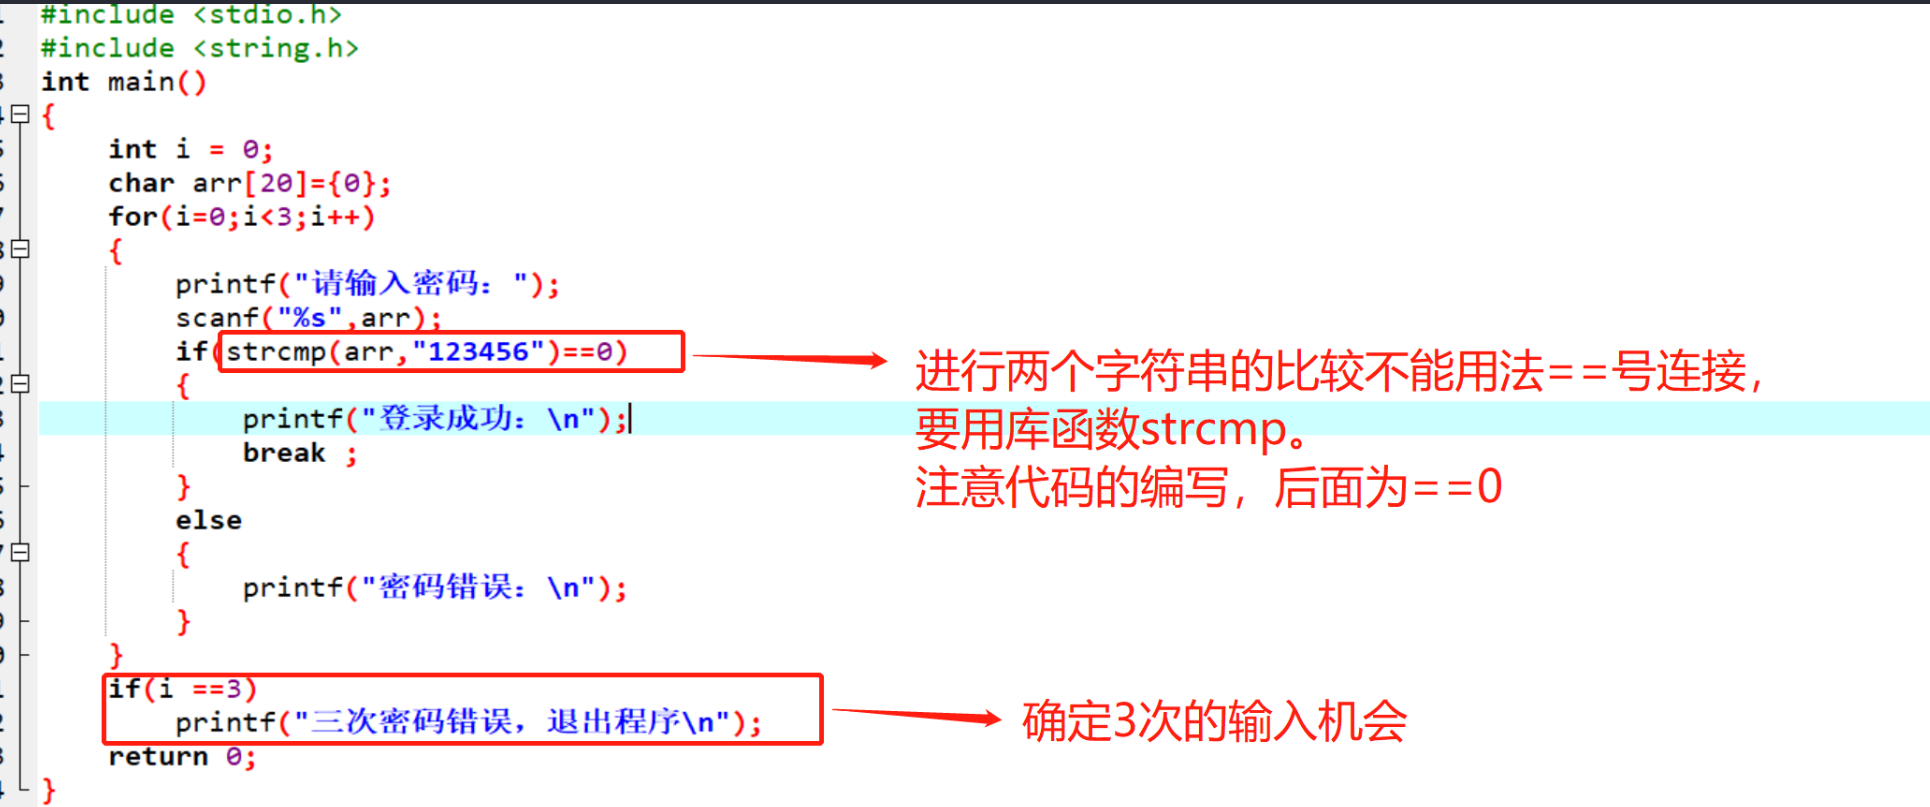 #include <stdio.h>
#include <string.h>
int main()
{
int i = 0;
char arr[20]={0};
for(i=0;i<3;i++)
{
printf("请输入密码：");
scanf("%s",arr);
if(strcmp(arr,"123456")==0)
{
printf("登录成功：\n");
break ;
}
else
{
printf("密码错误：\n");
}
}
if(i ==3)
printf("三次密码错误，退出程序\n");
return 0;
}
进行两个字符串的比较不能用法==号连接，
要用库函数strcmp。
注意代码的编写，后面为==0
确定3次的输入机会